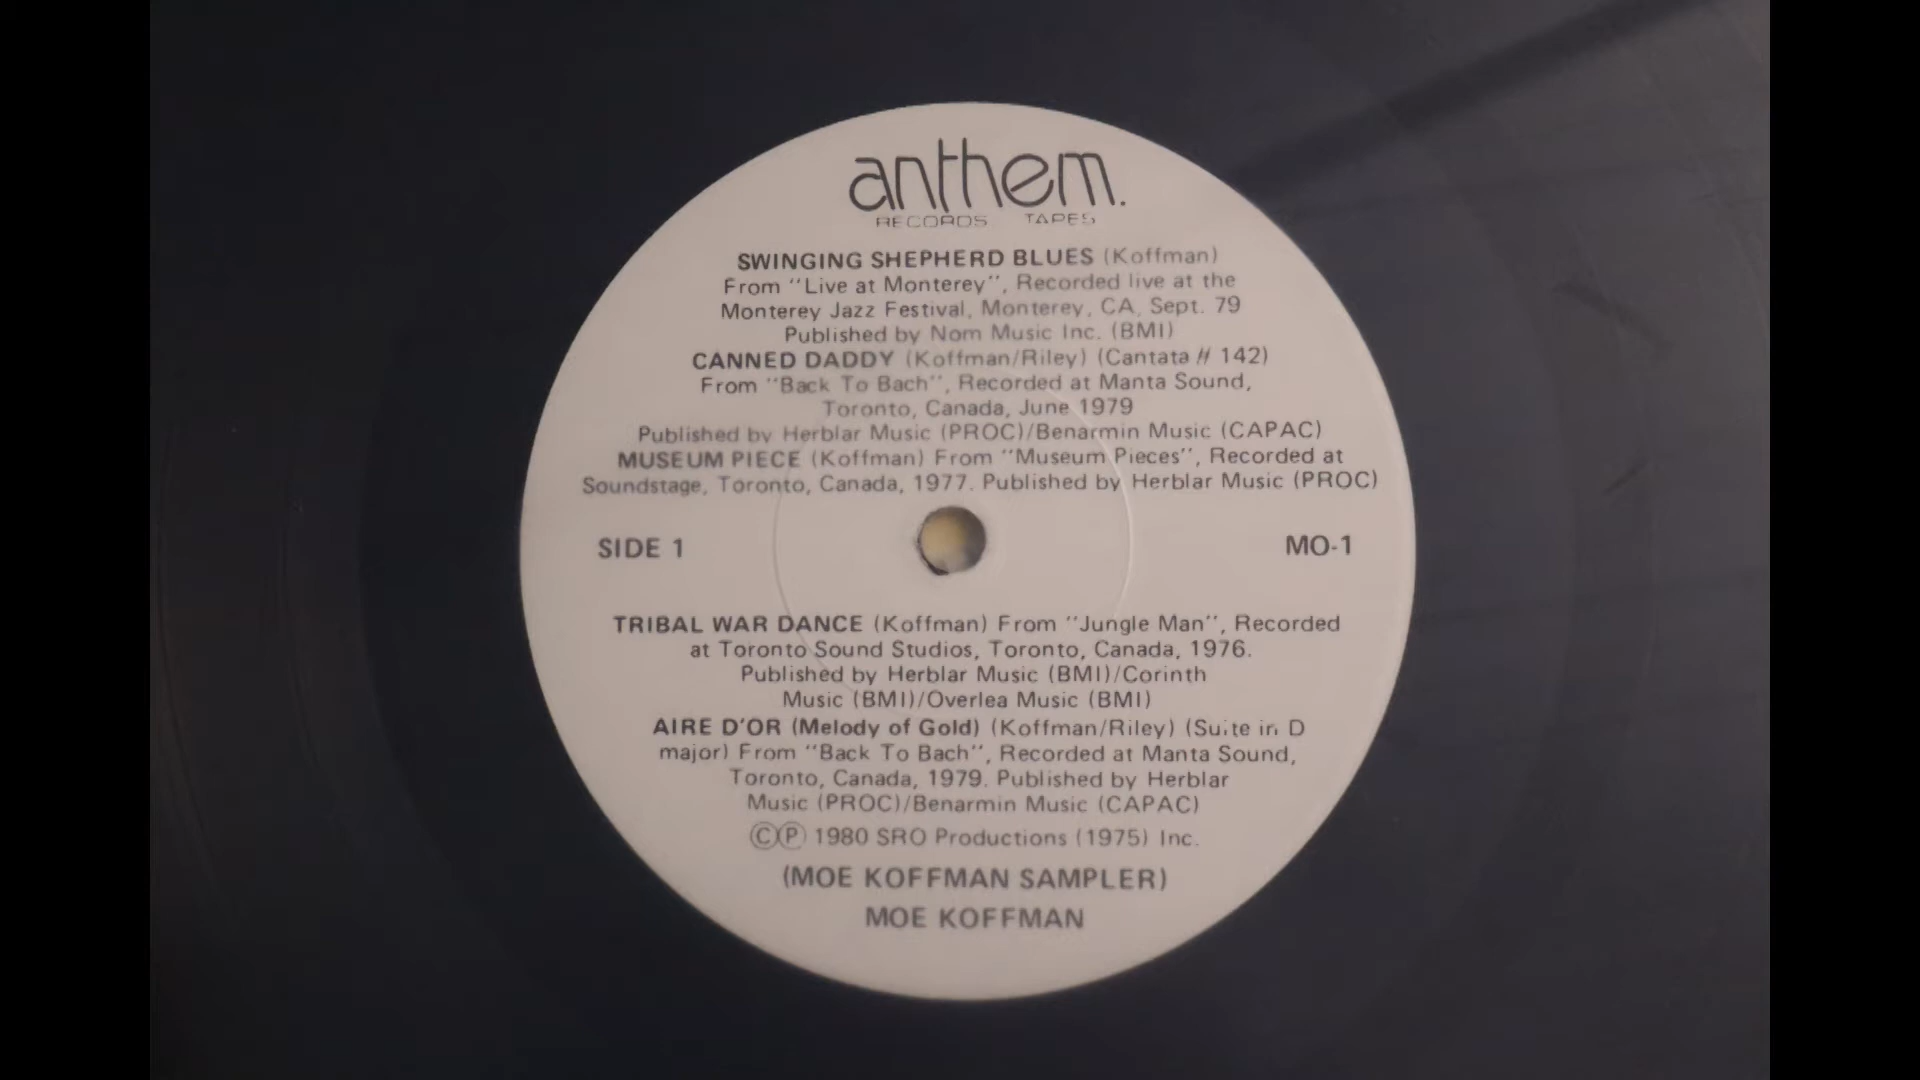 anthem.
RECORDS TAPES
SWINGING SHEPHERD BLUES (Koffman)
From "Live at Monterey", Recorded live at the
Monterey Jazz Festival, Monterey, CA, Sept. 79
Published by Nom Music Inc. (BMI)
CANNED DADDY (Koffman/Riley) (Cantata # 142)
From "Back To Bach", Recorded at Manta Sound,
Toronto, Canada, June 1979
Published by Herblar Music (PROC)/Benarmin Music (CAPAC)
MUSEUM PIECE (Koffman) From "Museum Pieces", Recorded at
Soundstage, Toronto, Canada, 1977. Published by Herblar Music (PROC)
SIDE 1 MO-1
TRIBAL WAR DANCE (Koffman) From "Jungle Man", Recorded
at Toronto Sound Studios, Toronto, Canada, 1976.
Published by Herblar Music (BMI)/Corinth
Music (BMI)/Overlea Music (BMI)
AIRE D'OR (Melody of Gold) (Koffman/Riley) (Suite in D
major) From "Back To Bach", Recorded at Manta Sound,
Toronto, Canada, 1979. Published by Herblar
Music (PROC)/Benarmin Music (CAPAC)
©℗ 1980 SRO Productions (1975) Inc.
(MOE KOFFMAN SAMPLER)
MOE KOFFMAN